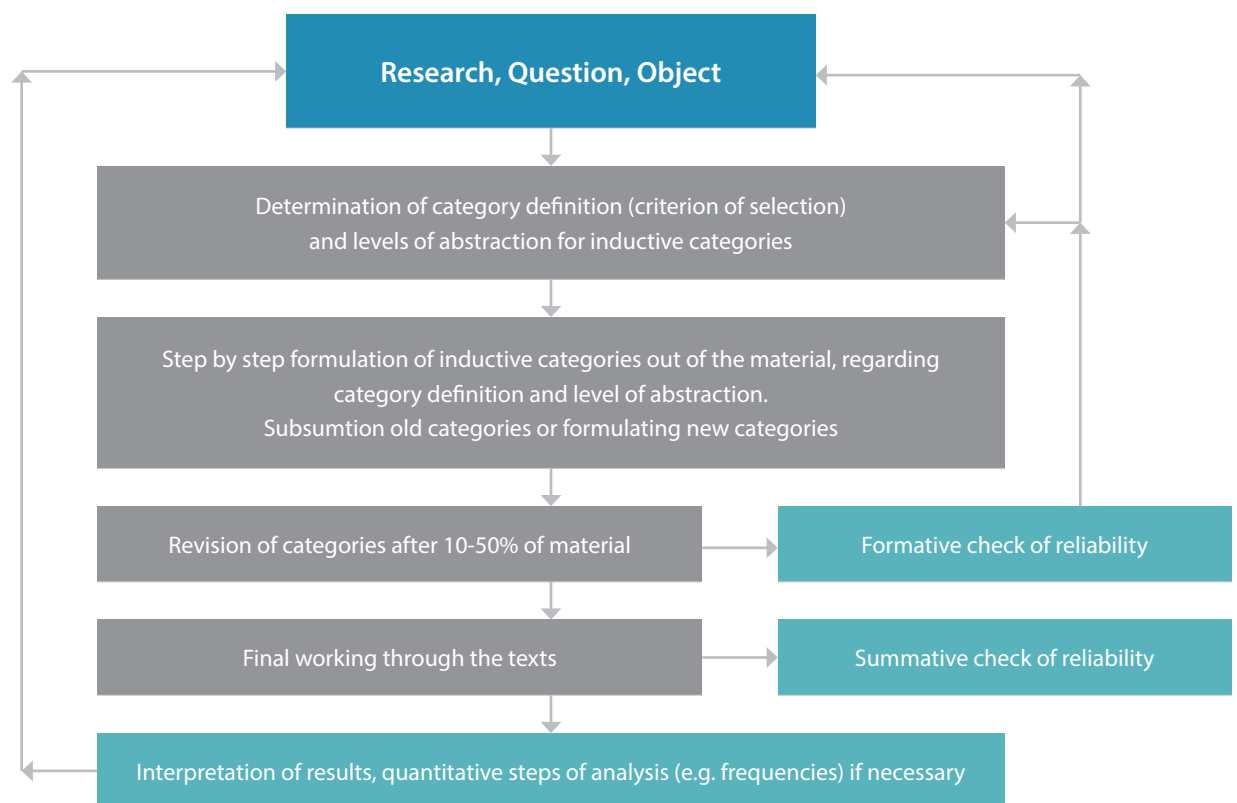 Research, Question, Object
Determination of category definition (criterion of selection)
and levels of abstraction for inductive categories
Step by step formulation of inductive categories out of the material, regarding
category definition and level of abstraction.
Subsumtion old categories or formulating new categories
Revision of categories after 10-50% of material
Formative check of reliability
Final working through the texts
Summative check of reliability
Interpretation of results, quantitative steps of analysis (e.g. frequencies) if necessary